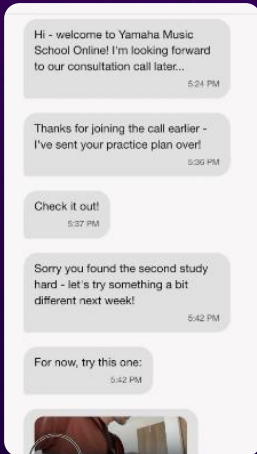 Hi - welcome to Yamaha Music
School Online! I'm looking forward
to our consultation call later...
5:24 PM
Thanks for joining the call earlier -
I've sent your practice plan over!
5:36 PM
Check it out!
5:37 PM
Sorry you found the second study
hard - let's try something a bit
different next week!
5:42 PM
For now, try this one:
5:42 PM